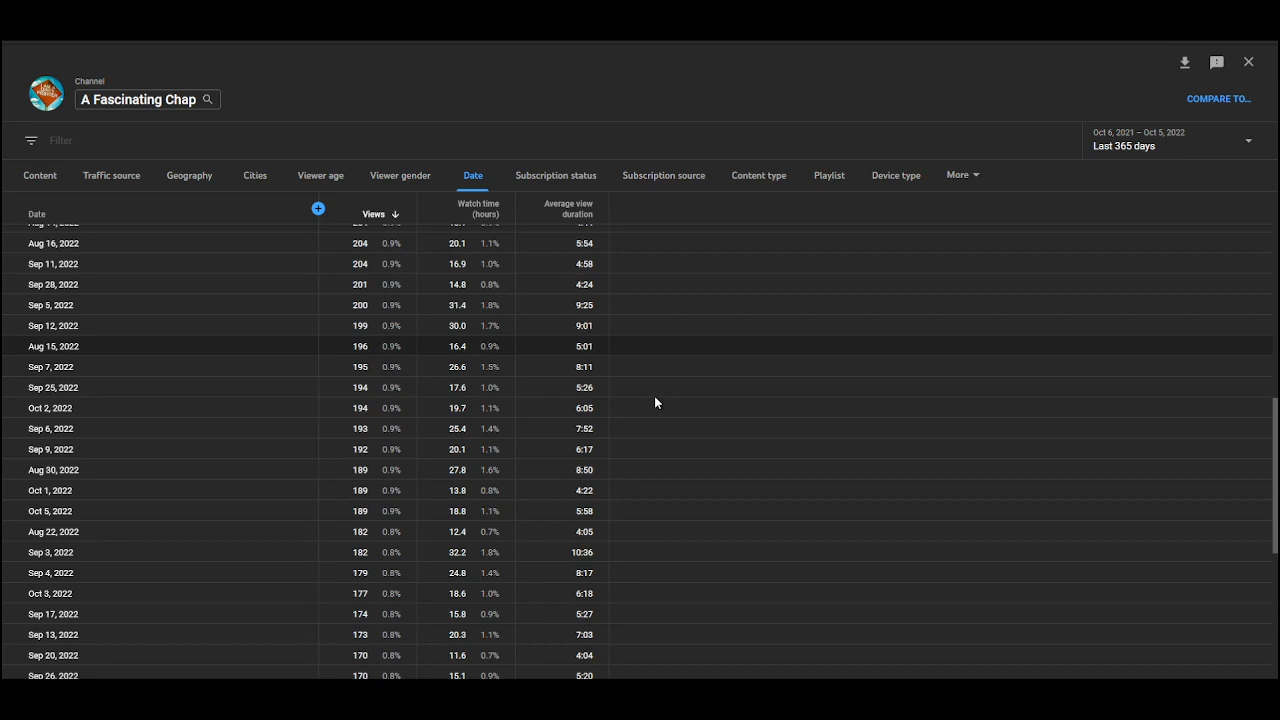 Channel
A Fascinating Chap
COMPARE TO...
Filter
Oct 6, 2021 – Oct 5, 2022
Last 365 days
Content Traffic source Geography Cities Viewer age Viewer gender Date Subscription status Subscription source Content type Playlist Device type More
Date Views Watch time (hours) Average view duration
Aug 16, 2022 204 0.9% 20.1 1.1% 5:54
Sep 11, 2022 204 0.9% 16.9 1.0% 4:58
Sep 28, 2022 201 0.9% 14.8 0.8% 4:24
Sep 5, 2022 200 0.9% 31.4 1.8% 9:25
Sep 12, 2022 199 0.9% 30.0 1.7% 9:01
Aug 15, 2022 196 0.9% 16.4 0.9% 5:01
Sep 7, 2022 195 0.9% 26.6 1.5% 8:11
Sep 25, 2022 194 0.9% 17.6 1.0% 5:26
Oct 2, 2022 194 0.9% 19.7 1.1% 6:05
Sep 6, 2022 193 0.9% 25.4 1.4% 7:52
Sep 9, 2022 192 0.9% 20.1 1.1% 6:17
Aug 30, 2022 189 0.9% 27.8 1.6% 8:50
Oct 1, 2022 189 0.9% 13.8 0.8% 4:22
Oct 5, 2022 189 0.9% 18.8 1.1% 5:58
Aug 22, 2022 182 0.8% 12.4 0.7% 4:05
Sep 3, 2022 182 0.8% 32.2 1.8% 10:36
Sep 4, 2022 179 0.8% 24.8 1.4% 8:17
Oct 3, 2022 177 0.8% 18.6 1.0% 6:18
Sep 17, 2022 174 0.8% 15.8 0.9% 5:27
Sep 13, 2022 173 0.8% 20.3 1.1% 7:03
Sep 20, 2022 170 0.8% 11.6 0.7% 4:04
Sep 26, 2022 170 0.8% 15.1 0.9% 5:20